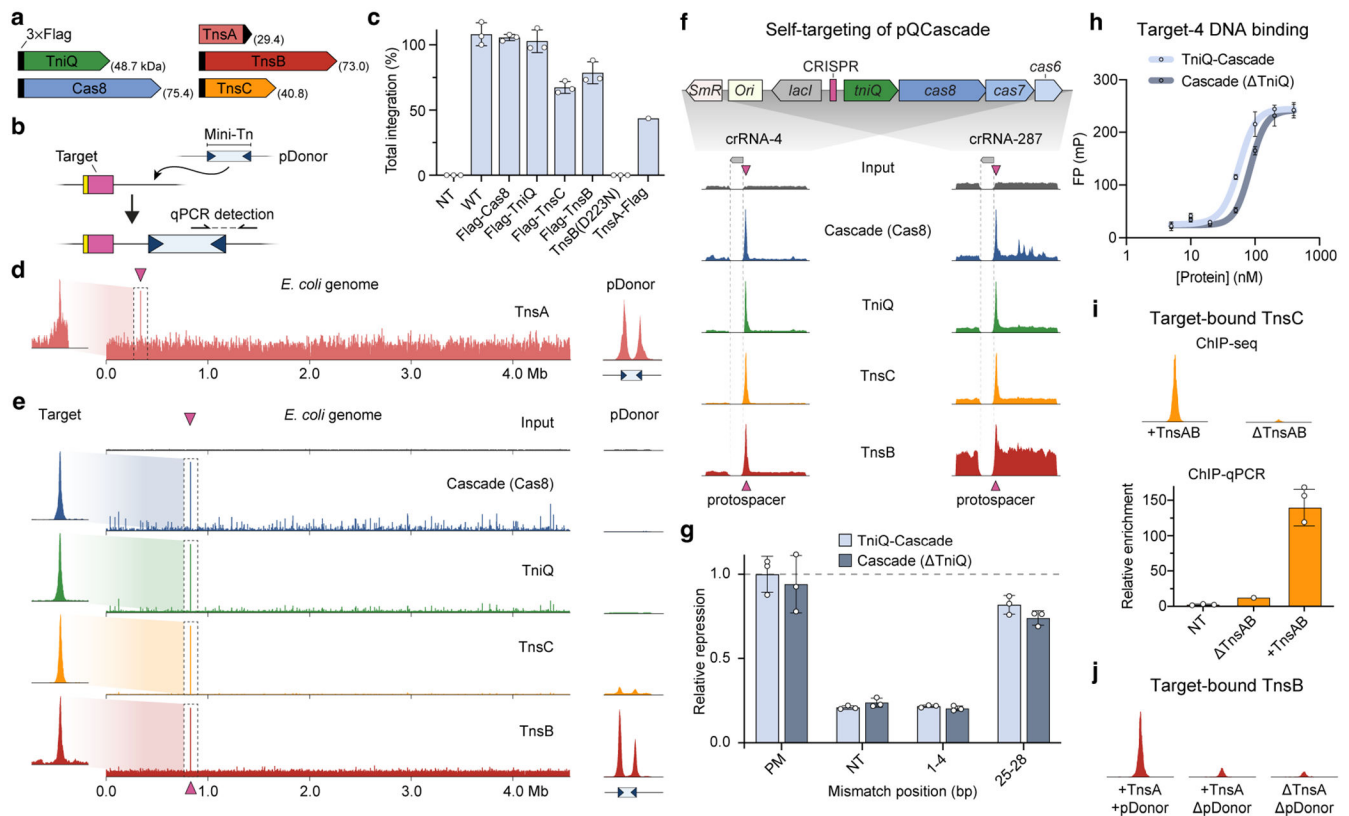 a
3×Flag
TniQ
(48.7 kDa)
Cas8
(75.4)
TnsA
(29.4)
TnsB
(73.0)
TnsC
(40.8)
b
Mini-Tn
pDonor
Target
qPCR detection
c
Total integration (%)
100
50
0
NT
WT
Flag-Cas8
Flag-TniQ
Flag-TnsC
Flag-TnsB
TnsB(D223N)
TnsA-Flag
d
E. coli genome
pDonor
TnsA
0.0 1.0 2.0 3.0 4.0 Mb
e
Target
E. coli genome
pDonor
Input
Cascade (Cas8)
TniQ
TnsC
TnsB
0.0 1.0 2.0 3.0 4.0 Mb
f
Self-targeting of pQCascade
CRISPR
cas6
SmR Ori lacI tniQ cas8 cas7
crRNA-4 crRNA-287
Input
Cascade (Cas8)
TniQ
TnsC
TnsB
protospacer protospacer
g
TniQ-Cascade
Cascade (ΔTniQ)
Relative repression
1.0
0.5
0.0
PM
NT
1-4
25-28
Mismatch position (bp)
h
Target-4 DNA binding
TniQ-Cascade
Cascade (ΔTniQ)
FP (mP)
300
200
100
0
1 10 100 1000
[Protein] (nM)
i
Target-bound TnsC
ChIP-seq
+TnsAB ΔTnsAB
ChIP-qPCR
Relative enrichment
150
100
50
0
NT
ΔTnsAB
+TnsAB
j
Target-bound TnsB
+TnsA +TnsA ΔTnsA
+pDonor ΔpDonor ΔpDonor